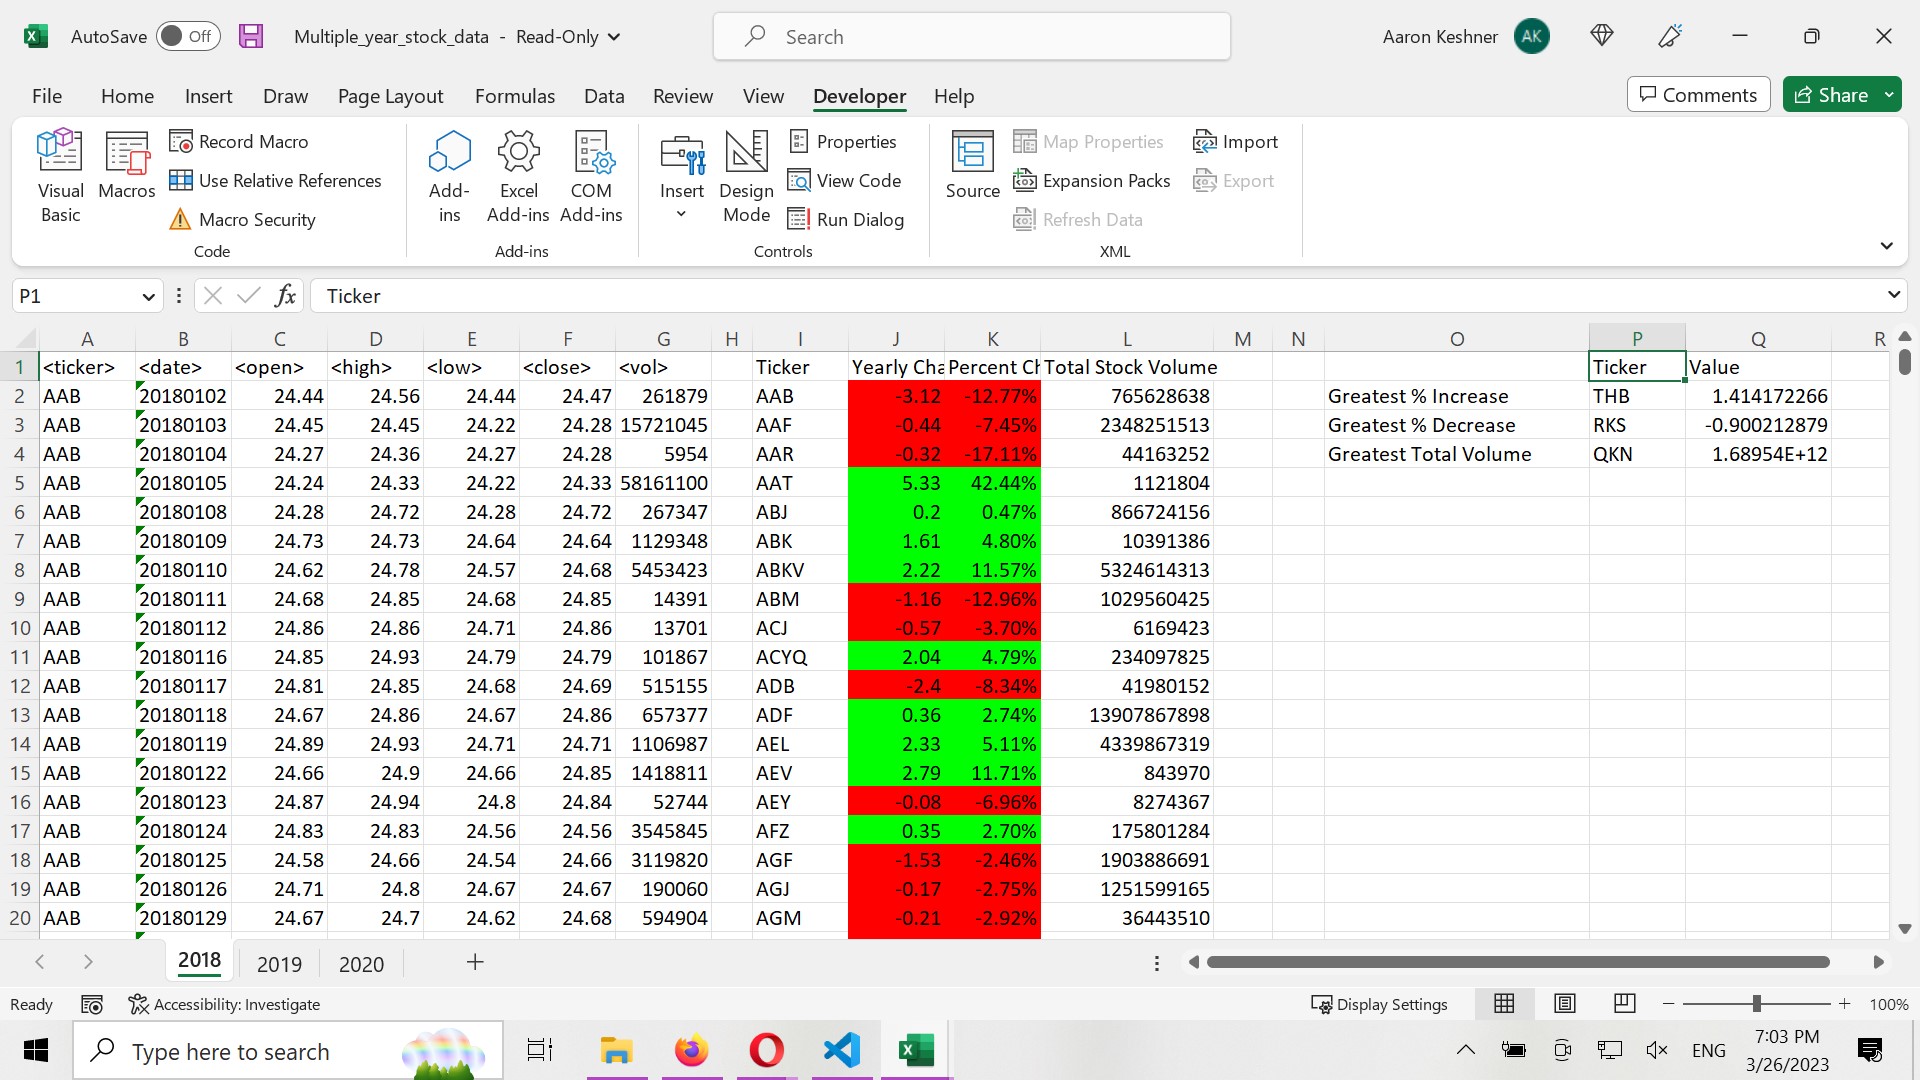 AutoSave Off Multiple_year_stock_data - Read-Only Search Aaron Keshner AK
File Home Insert Draw Page Layout Formulas Data Review View Developer Help Comments Share
Visual Basic
Macros
Record Macro
Use Relative References
Macro Security
Code
Add-ins
Excel Add-ins
COM Add-ins
Add-ins
Insert
Design Mode
Properties
View Code
Run Dialog
Controls
Source
Map Properties
Expansion Packs
Refresh Data
Import
Export
XML
P1 fx Ticker
A B C D E F G H I J K L M N O P Q R
1 <ticker> <date> <open> <high> <low> <close> <vol> Ticker Yearly Cha Percent Ch Total Stock Volume Ticker Value
2 AAB 20180102 24.44 24.56 24.44 24.47 261879 AAB -3.12 -12.77% 765628638 Greatest % Increase THB 1.414172266
3 AAB 20180103 24.45 24.45 24.22 24.28 15721045 AAF -0.44 -7.45% 2348251513 Greatest % Decrease RKS -0.900212879
4 AAB 20180104 24.27 24.36 24.27 24.28 5954 AAR -0.32 -17.11% 44163252 Greatest Total Volume QKN 1.68954E+12
5 AAB 20180105 24.24 24.33 24.22 24.33 58161100 AAT 5.33 42.44% 1121804
6 AAB 20180108 24.28 24.72 24.28 24.72 267347 ABJ 0.2 0.47% 866724156
7 AAB 20180109 24.73 24.73 24.64 24.64 1129348 ABK 1.61 4.80% 10391386
8 AAB 20180110 24.62 24.78 24.57 24.68 5453423 ABKV 2.22 11.57% 5324614313
9 AAB 20180111 24.68 24.85 24.68 24.85 14391 ABM -1.16 -12.96% 1029560425
10 AAB 20180112 24.86 24.86 24.71 24.86 13701 ACJ -0.57 -3.70% 6169423
11 AAB 20180116 24.85 24.93 24.79 24.79 101867 ACYQ 2.04 4.79% 234097825
12 AAB 20180117 24.81 24.85 24.68 24.69 515155 ADB -2.4 -8.34% 41980152
13 AAB 20180118 24.67 24.86 24.67 24.86 657377 ADF 0.36 2.74% 13907867898
14 AAB 20180119 24.89 24.93 24.71 24.71 1106987 AEL 2.33 5.11% 4339867319
15 AAB 20180122 24.66 24.9 24.66 24.85 1418811 AEV 2.79 11.71% 843970
16 AAB 20180123 24.87 24.94 24.8 24.84 52744 AEY -0.08 -6.96% 8274367
17 AAB 20180124 24.83 24.83 24.56 24.56 3545845 AFZ 0.35 2.70% 175801284
18 AAB 20180125 24.58 24.66 24.54 24.66 3119820 AGF -1.53 -2.46% 1903886691
19 AAB 20180126 24.71 24.8 24.67 24.67 190060 AGJ -0.17 -2.75% 1251599165
20 AAB 20180129 24.67 24.7 24.62 24.68 594904 AGM -0.21 -2.92% 36443510
2018 2019 2020
Ready Accessibility: Investigate Display Settings 100%
Type here to search ENG 7:03 PM
3/26/2023